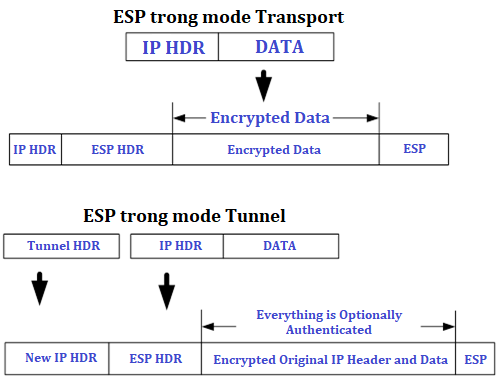 ESP trong mode Transport
IP HDR DATA
Encrypted Data
IP HDR ESP HDR Encrypted Data ESP
ESP trong mode Tunnel
Tunnel HDR IP HDR DATA
Everything is Optionally
Authenticated
New IP HDR ESP HDR Encrypted Original IP Header and Data ESP